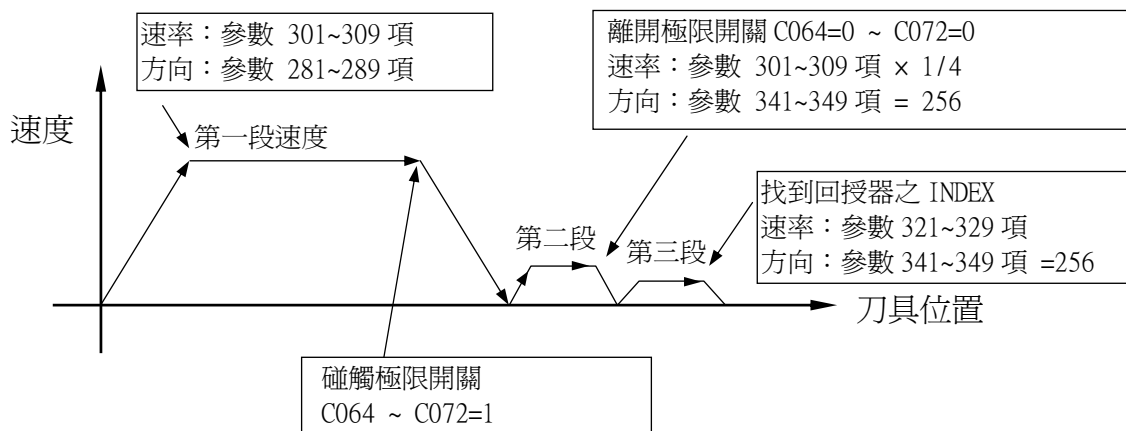 速率：參數 301~309 項
方向：參數 281~289 項
離開極限開關 C064=0 ~ C072=0
速率：參數 301~309 項 × 1/4
方向：參數 341~349 項 = 256
速度
第一段速度
找到回授器之 INDEX
速率：參數 321~329 項
方向：參數 341~349 項 =256
第二段
第三段
刀具位置
碰觸極限開關
C064 ~ C072=1